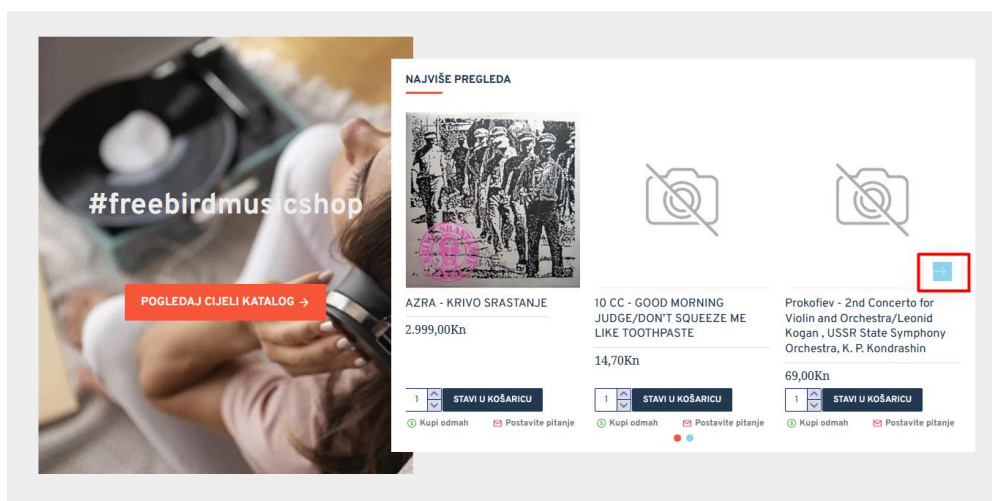 #freebirdmusicshop
POGLEDAJ CIJELI KATALOG →
NAJVIŠE PREGLEDA
AZRA - KRIVO SRASTANJE
2.999,00Kn
1 STAVI U KOŠARICU
Kupi odmah Postavite pitanje
10 CC - GOOD MORNING
JUDGE/DON'T SQUEEZE ME
LIKE TOOTHPASTE
14,70Kn
1 STAVI U KOŠARICU
Kupi odmah Postavite pitanje
Prokofiev - 2nd Concerto for
Violin and Orchestra/Leonid
Kogan , USSR State Symphony
Orchestra, K. P. Kondrashin
69,00Kn
1 STAVI U KOŠARICU
Kupi odmah Postavite pitanje